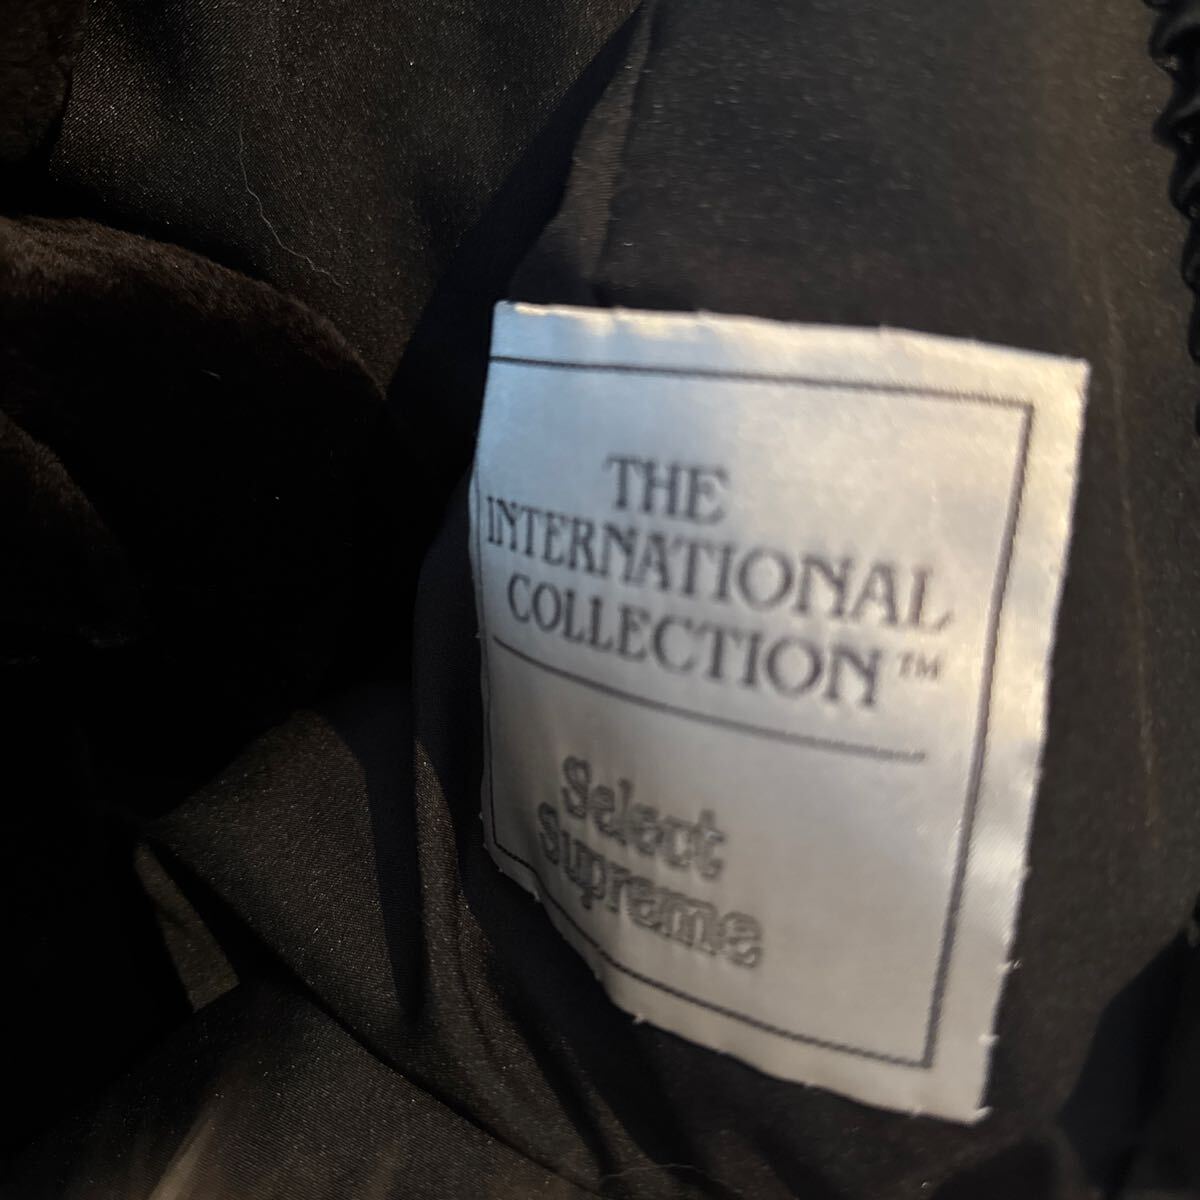 THE
INTERNATIONAL
COLLECTION™
Select
Supreme